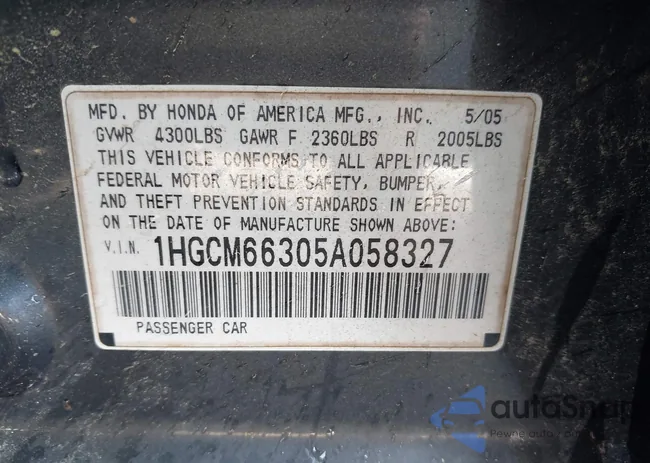 MFD. BY HONDA OF AMERICA MFG., INC. 5/05
GVWR 4300LBS GAWR F 2360LBS R 2005LBS
THIS VEHICLE CONFORMS TO ALL APPLICABLE
FEDERAL MOTOR VEHICLE SAFETY, BUMPER,
AND THEFT PREVENTION STANDARDS IN EFFECT
ON THE DATE OF MANUFACTURE SHOWN ABOVE:
V.I.N. 1HGCM66305A058327
PASSENGER CAR
autoSnap
Pewne auto z